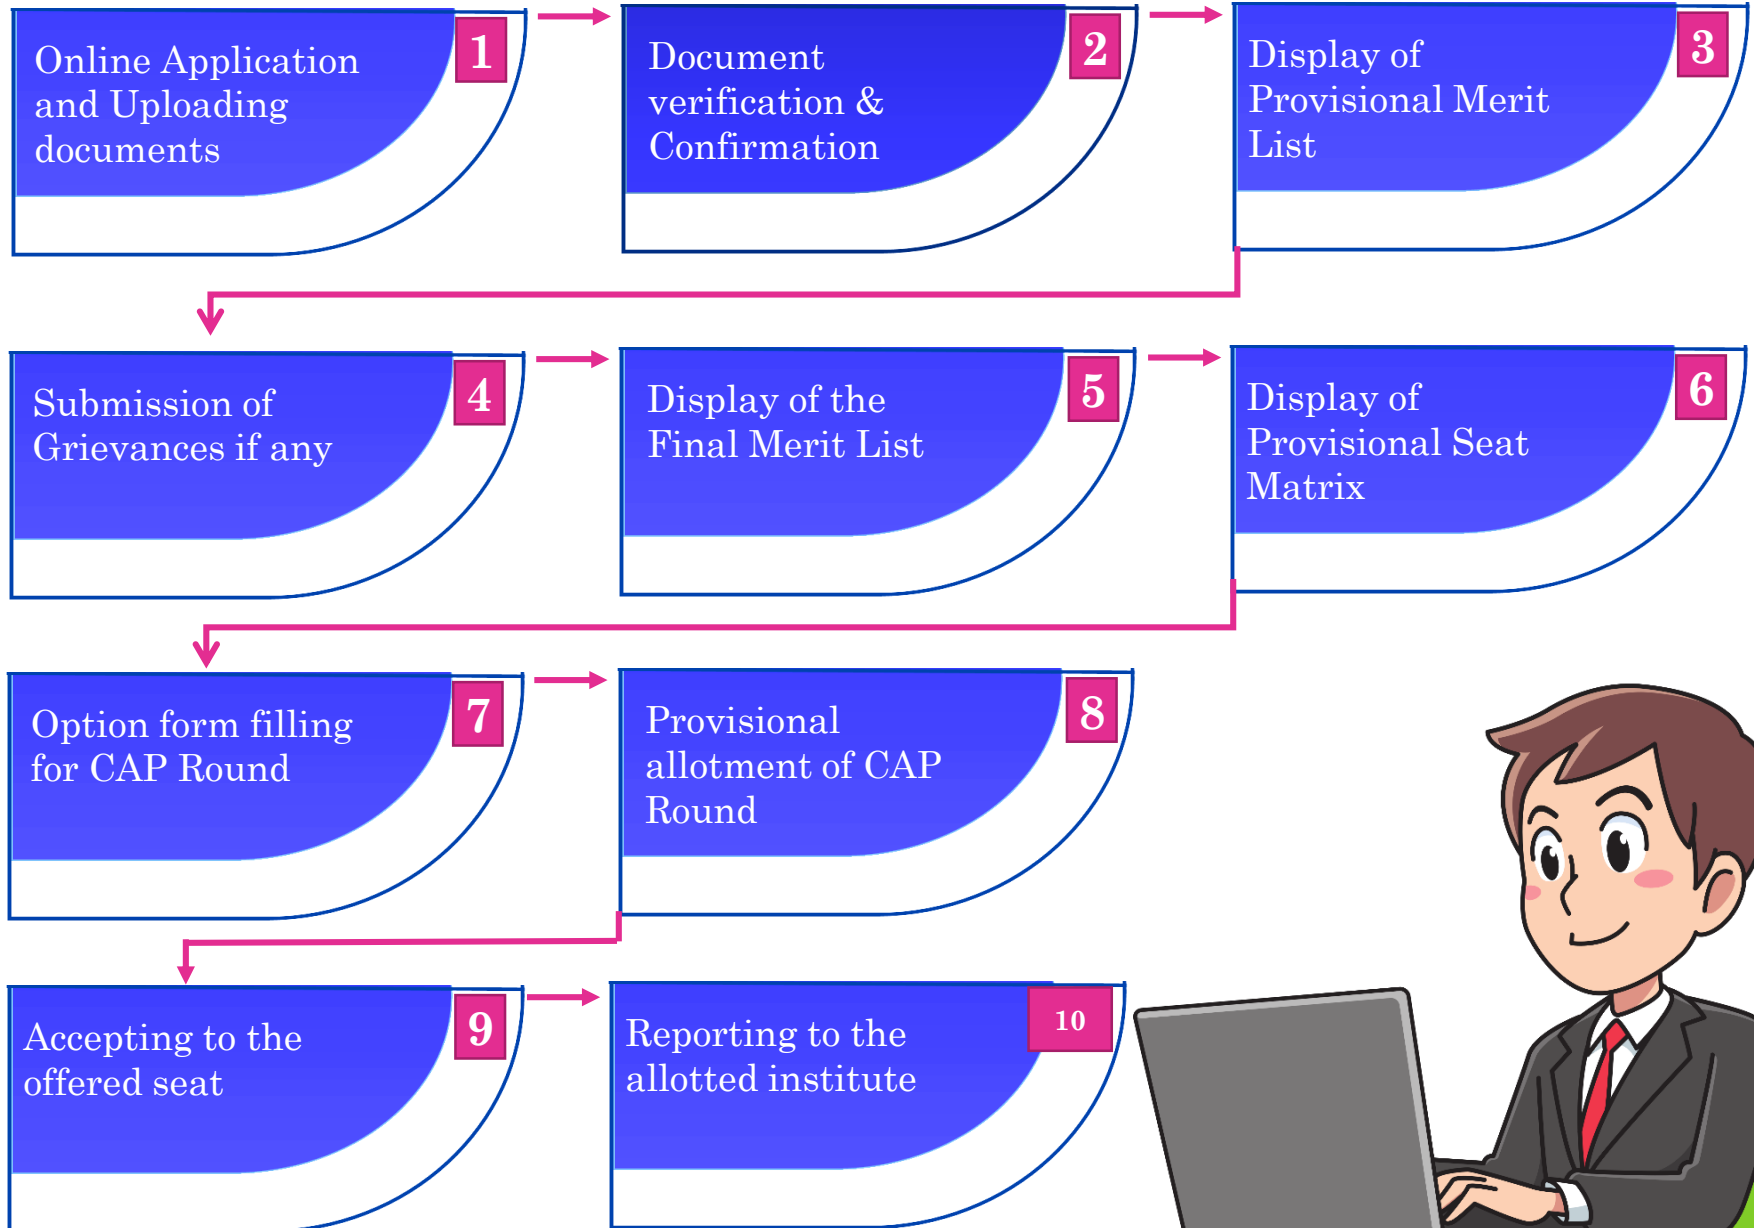 Online Application
and Uploading
documents
1
Document
verification &
Confirmation
2
Display of
Provisional Merit
List
3
Submission of
Grievances if any
4
Display of the
Final Merit List
5
Display of
Provisional Seat
Matrix
6
Option form filling
for CAP Round
7
Provisional
allotment of CAP
Round
8
Accepting to the
offered seat
9
Reporting to the
allotted institute
10